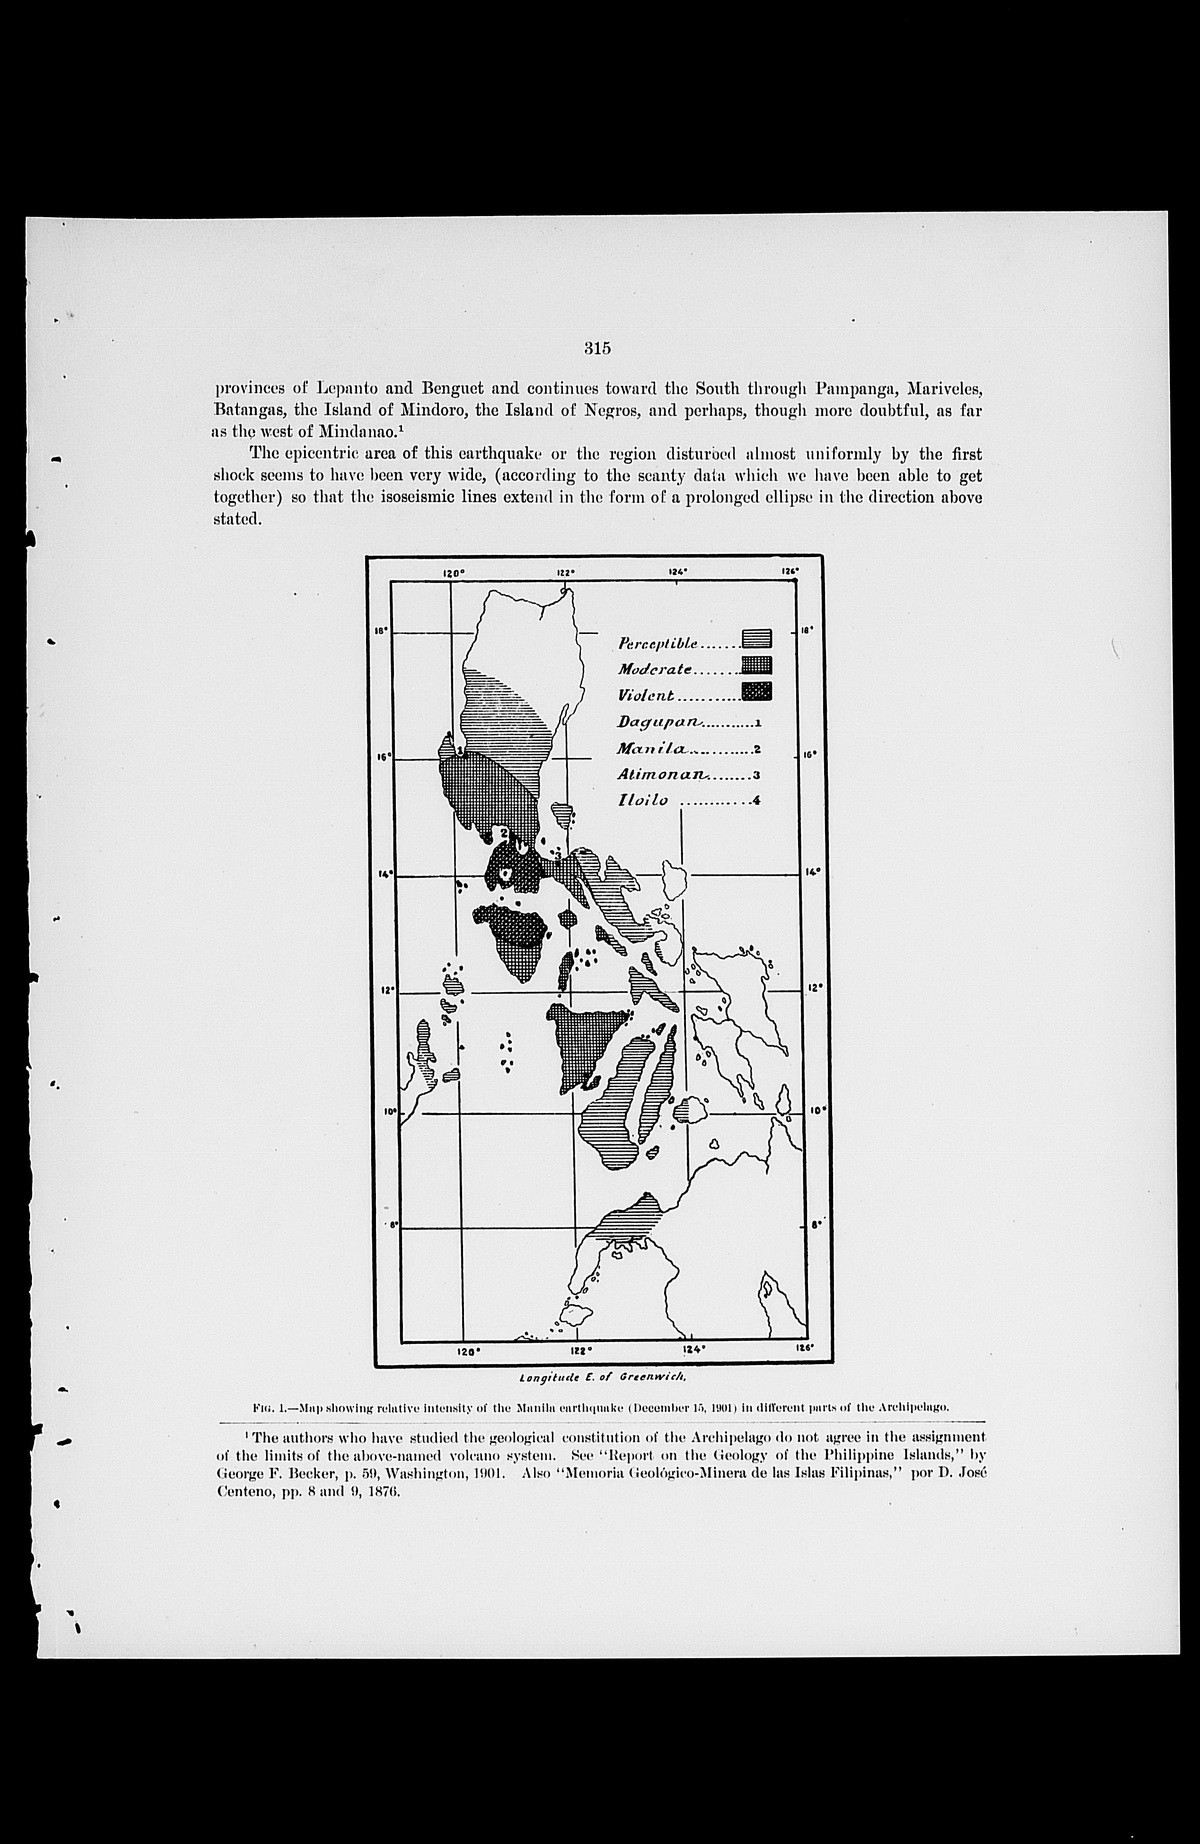 315
provinces of Lepanto and Benguet and continues toward the South through Pampanga, Mariveles,
Batangas, the Island of Mindoro, the Island of Negros, and perhaps, though more doubtful, as far
as the west of Mindanao.¹
The epicentric area of this earthquake or the region disturbed almost uniformly by the first
shock seems to have been very wide, (according to the scanty data which we have been able to get
together) so that the isoseismic lines extend in the form of a prolonged ellipse in the direction above
stated.
120° 122° 124° 126°
18° 18°
Perceptible.......
Moderate........
Violent...........
Dagupan..........1
Manila............2
Atimonan........3
Iloilo ............4
16° 16°
1
2
3
14° 14°
12° 12°
10° 10°
8° 8°
120° 122° 124° 126°
Longitude E. of Greenwich.
FIG. 1.—Map showing relative intensity of the Manila earthquake (December 15, 1901) in different parts of the Archipelago.
¹ The authors who have studied the geological constitution of the Archipelago do not agree in the assignment
of the limits of the above-named volcano system. See "Report on the Geology of the Philippine Islands," by
George F. Becker, p. 59, Washington, 1901. Also "Memoria Geológico-Minera de las Islas Filipinas," por D. José
Centeno, pp. 8 and 9, 1876.